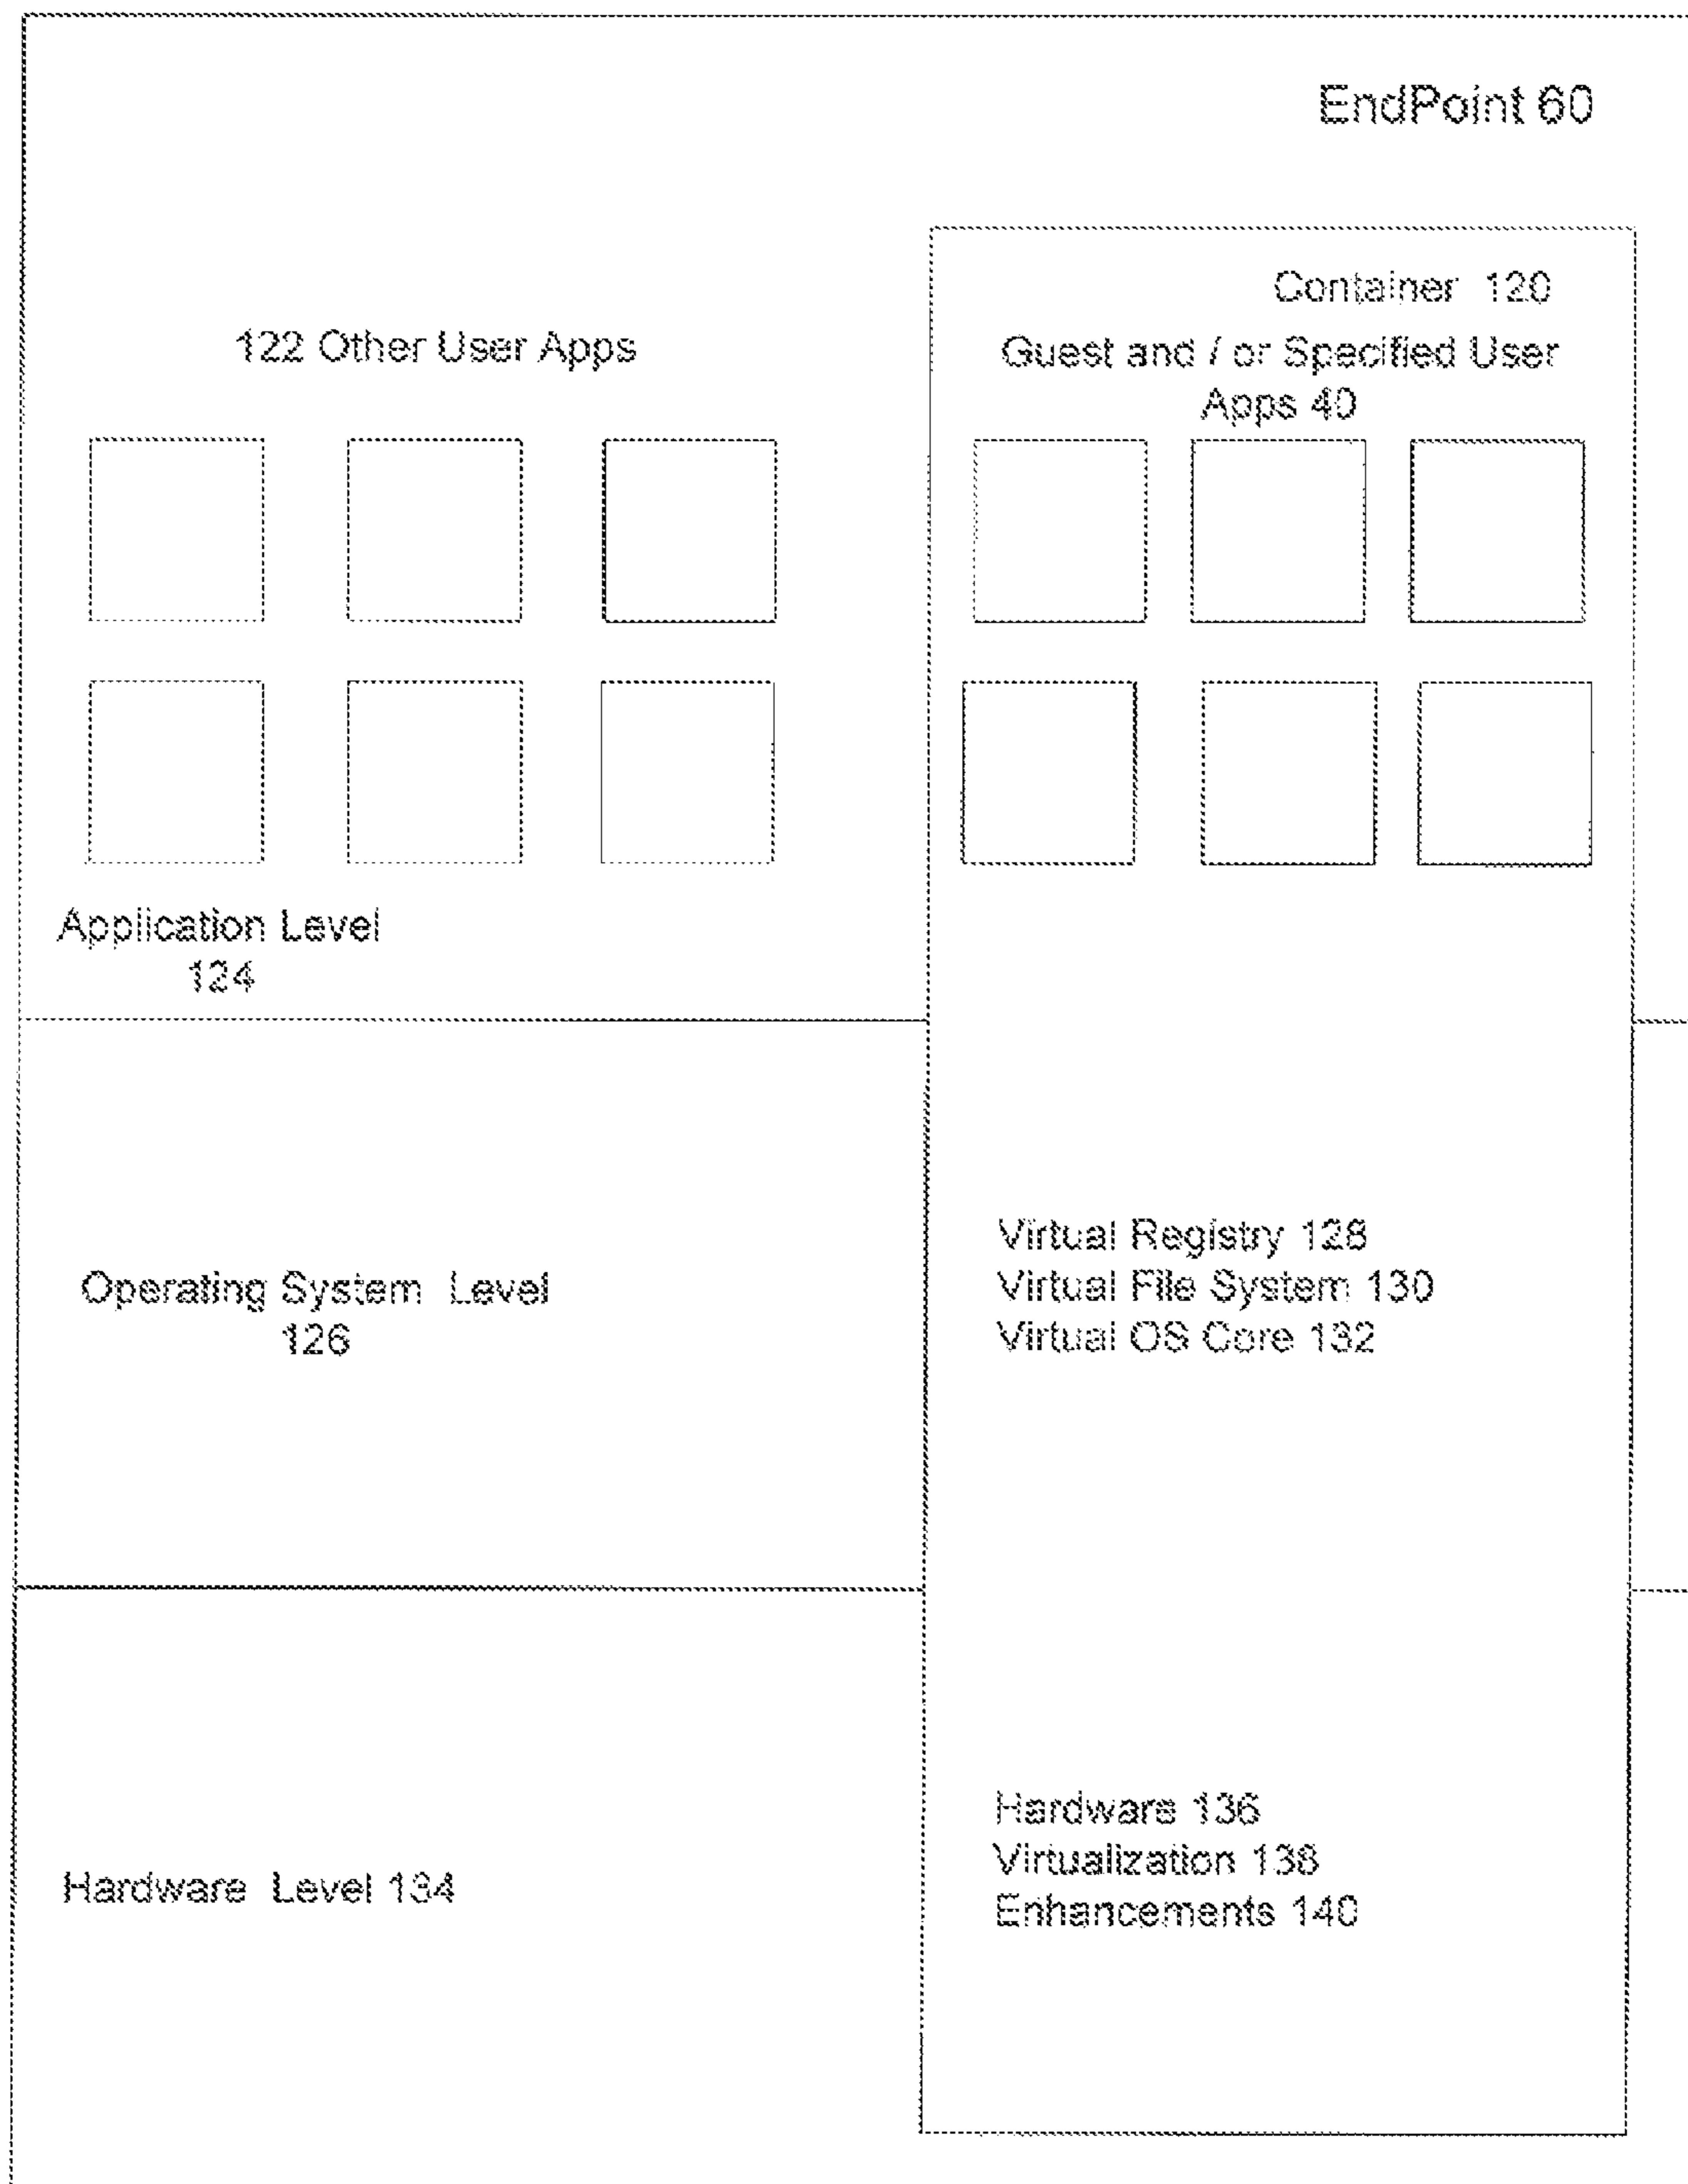 EndPoint 60
Container 120
122 Other User Apps
Guest and / or Specified User
Apps 40
Application Level
124
Virtual Registry 128
Virtual File System 130
Virtual OS Core 132
Operating System Level
126
Hardware 136
Virtualization 138
Enhancements 140
Hardware Level 134